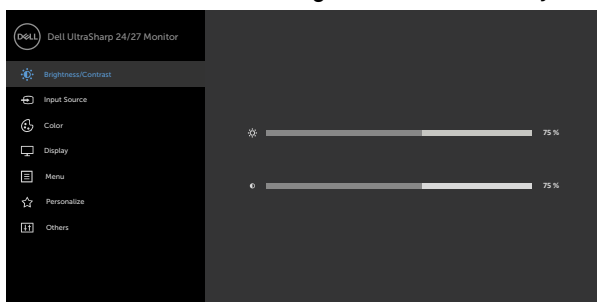 DELL
Dell UltraSharp 24/27 Monitor
Brightness/Contrast
Input Source
Color
Display
Menu
Personalize
Others
75 %
75 %